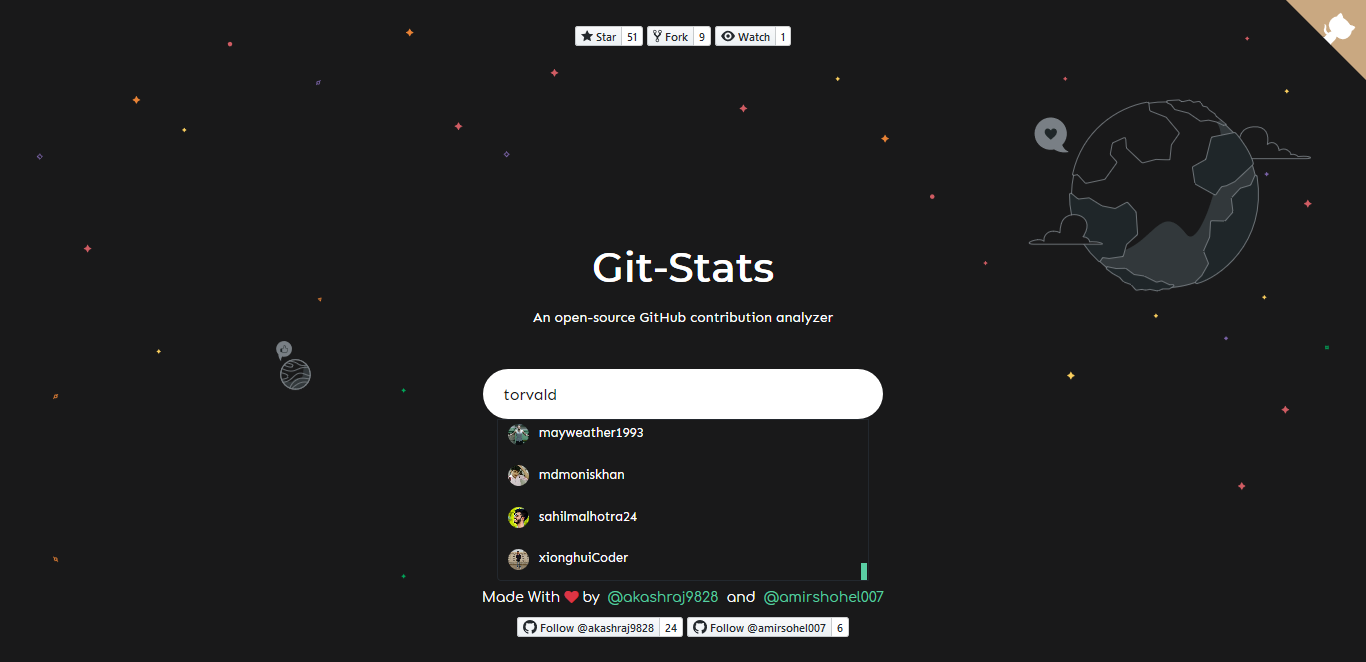 Star 51 Fork 9 Watch 1
Git-Stats
An open-source GitHub contribution analyzer
torvald
mayweather1993
mdmoniskhan
sahilmalhotra24
xionghuiCoder
Made With by @akashraj9828 and @amirshohel007
Follow @akashraj9828 24 Follow @amirsohel007 6